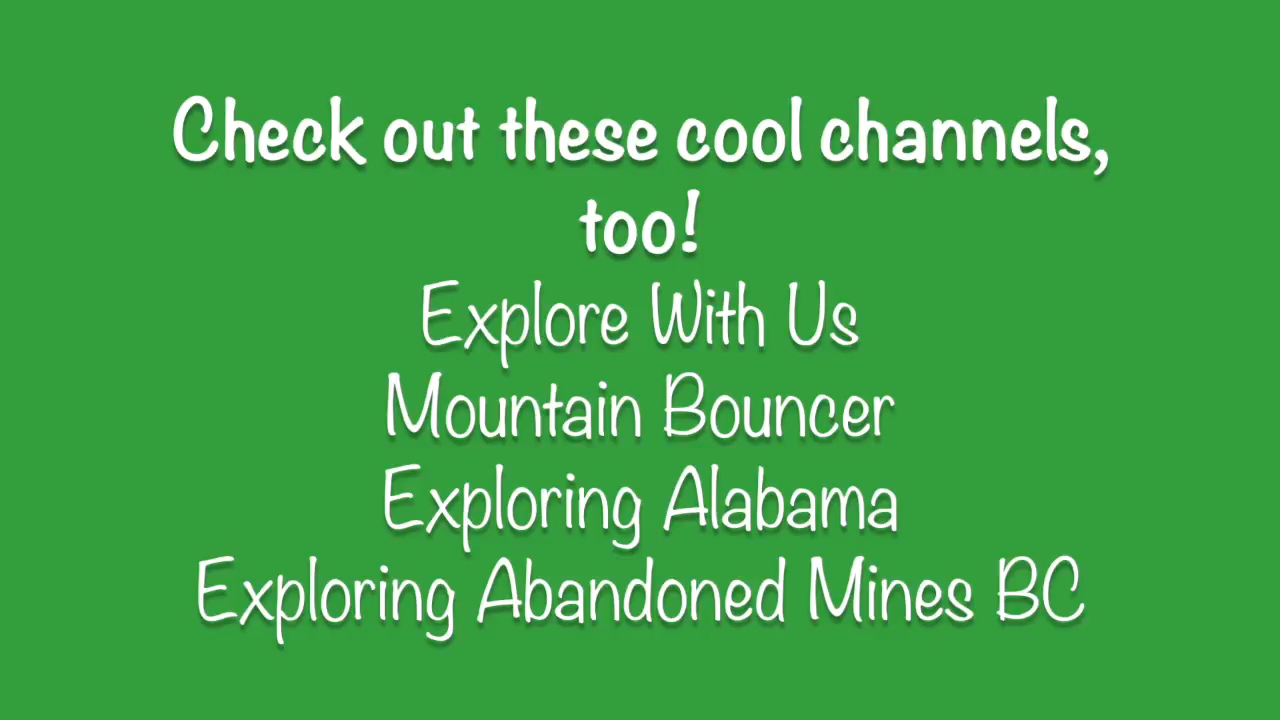 Check out these cool channels,
too!
Explore With Us
Mountain Bouncer
Exploring Alabama
Exploring Abandoned Mines BC